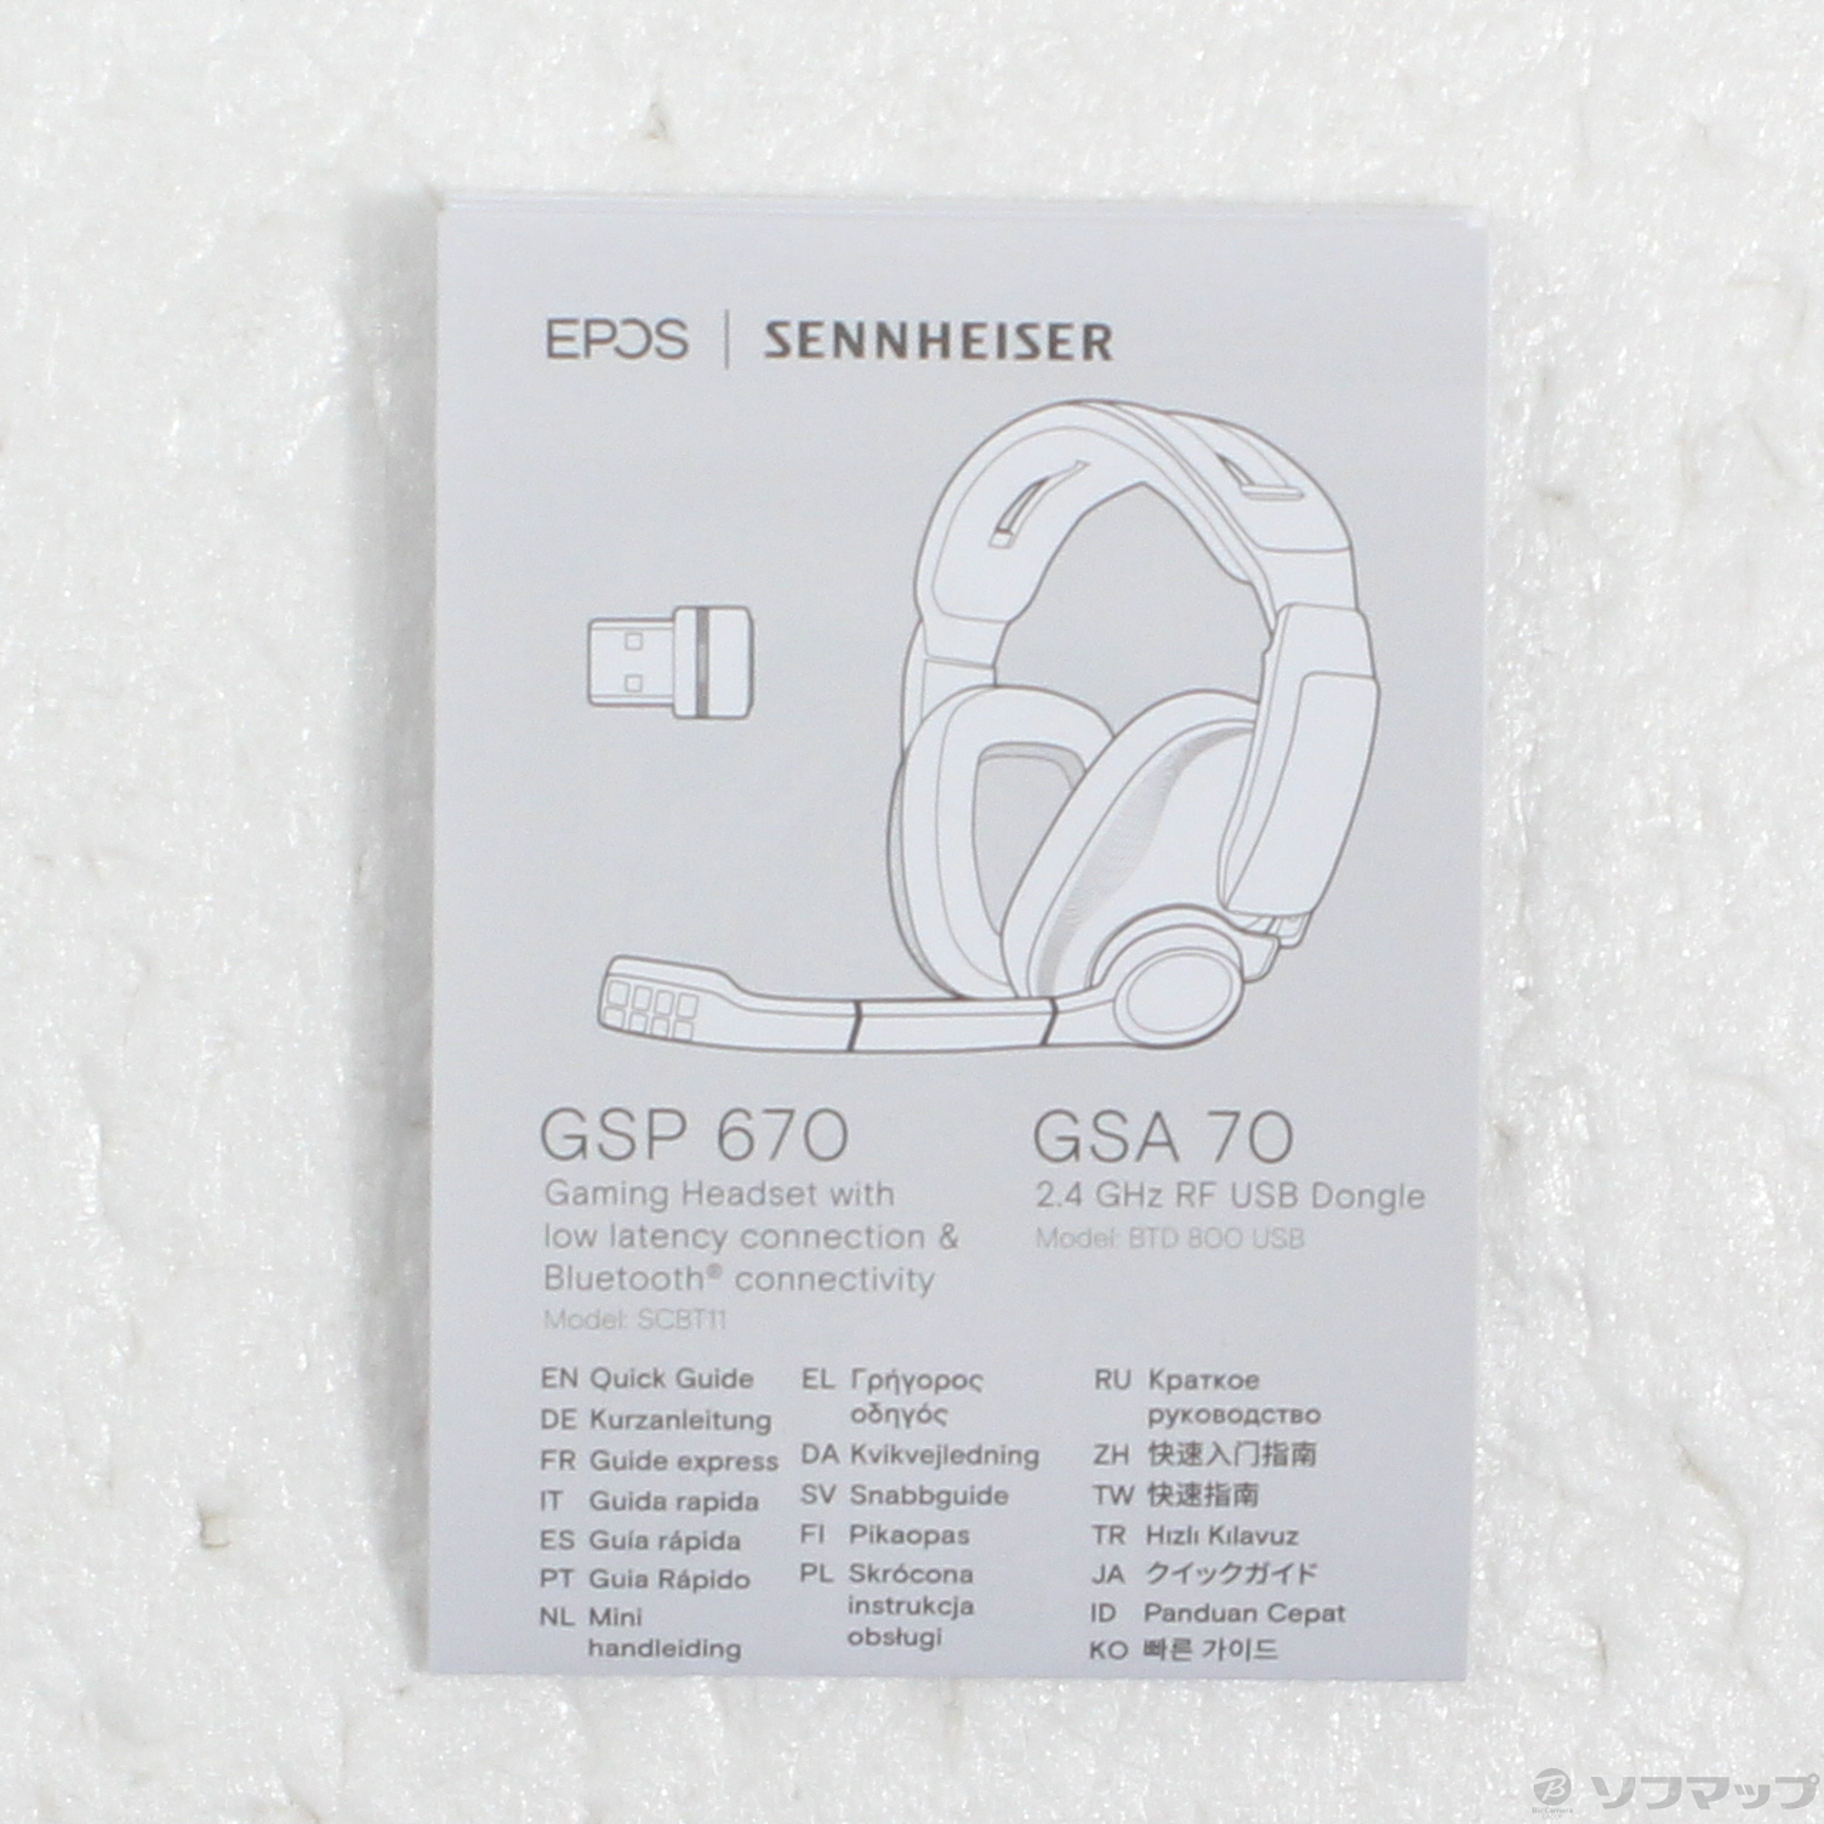 EPOS | SENNHEISER
GSP 670
Gaming Headset with
low latency connection &
Bluetooth® connectivity
Model: SCBT11
GSA 70
2.4 GHz RF USB Dongle
Model: BTD 800 USB
EN Quick Guide
DE Kurzanleitung
FR Guide express
IT Guida rapida
ES Guía rápida
PT Guia Rápido
NL Mini
handleiding
EL Γρήγορος
οδηγός
DA Kvikvejledning
SV Snabbguide
FI Pikaopas
PL Skrócona
instrukcja
obsługi
RU Краткое
руководство
ZH 快速入门指南
TW 快速指南
TR Hızlı Kılavuz
JA クイックガイド
ID Panduan Cepat
KO 빠른 가이드
ソフマップ